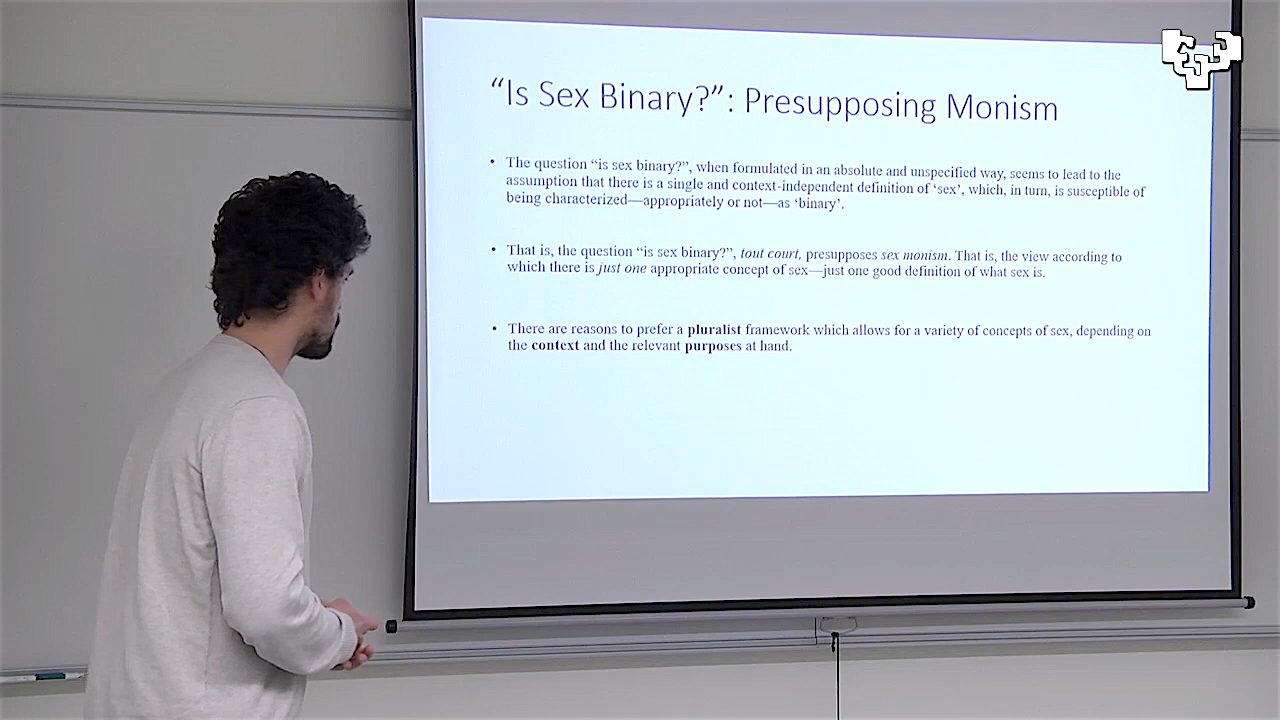 “Is Sex Binary?”: Presupposing Monism
• The question “is sex binary?”, when formulated in an absolute and unspecified way, seems to lead to the
assumption that there is a single and context-independent definition of ‘sex’, which, in turn, is susceptible of
being characterized—appropriately or not—as ‘binary’.
• That is, the question “is sex binary?”, tout court, presupposes sex monism. That is, the view according to
which there is just one appropriate concept of sex—just one good definition of what sex is.
• There are reasons to prefer a pluralist framework which allows for a variety of concepts of sex, depending on
the context and the relevant purposes at hand.